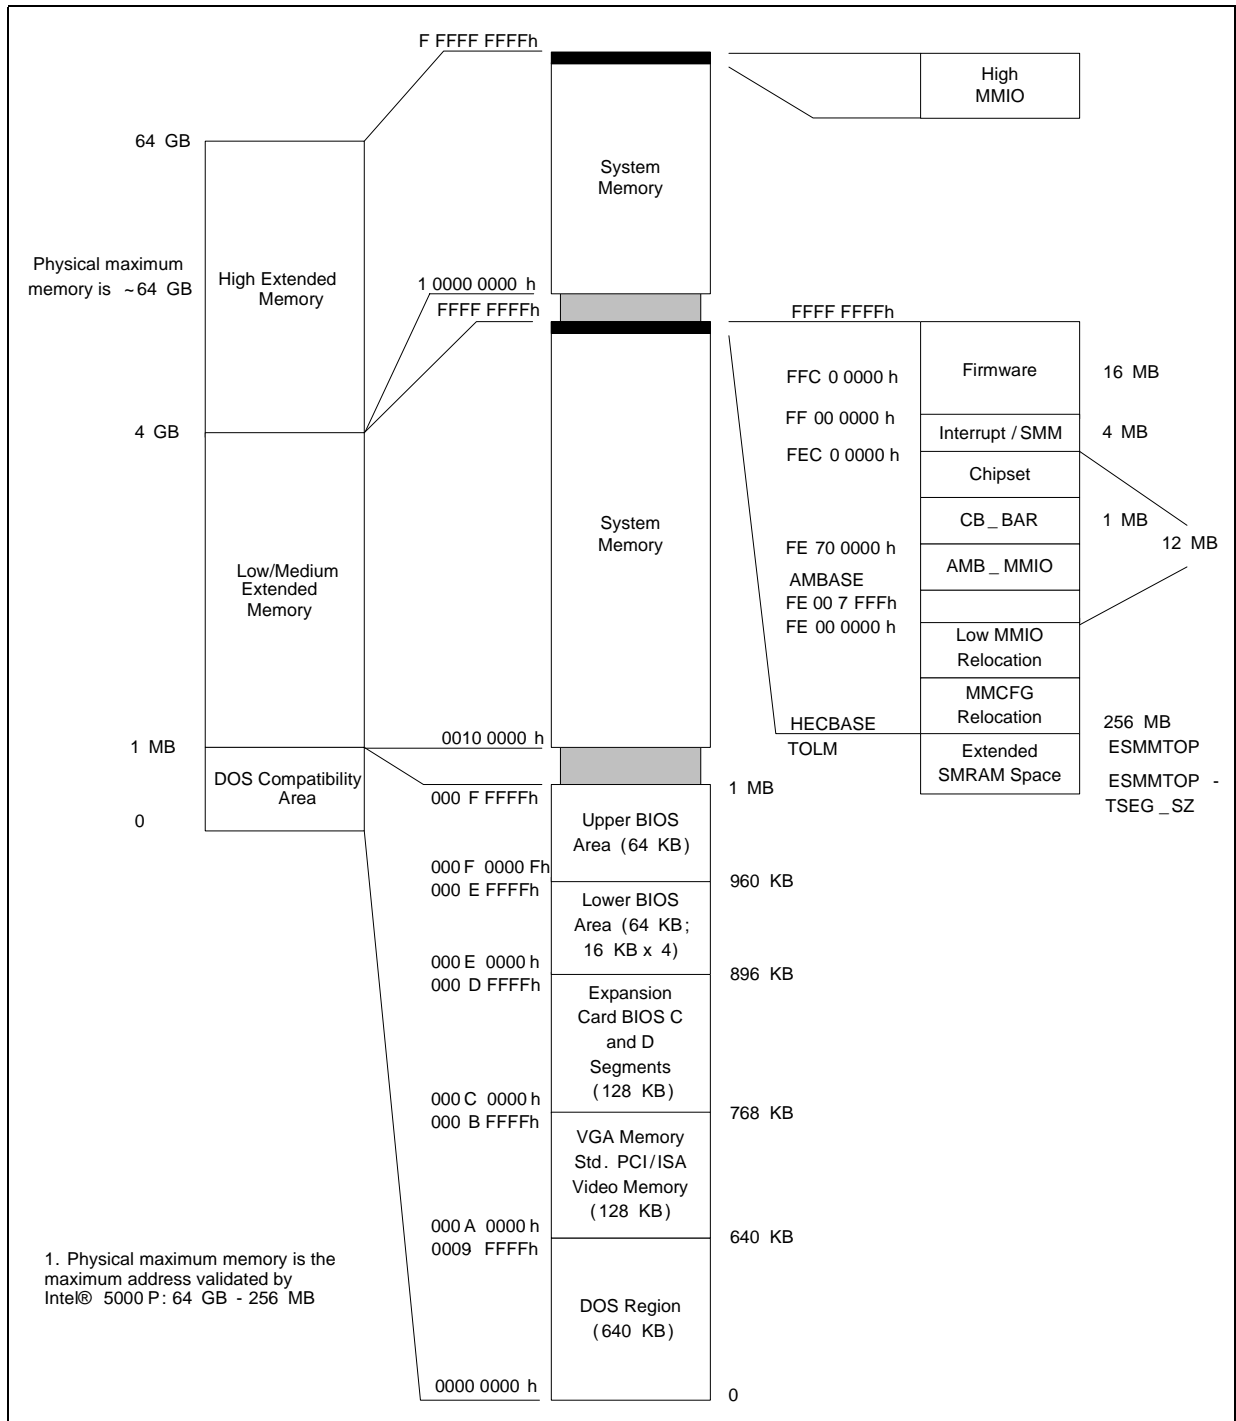 F FFFF FFFFh
High
MMIO
64 GB
System
Memory
Physical maximum
memory is ~64 GB
High Extended
Memory
1 0000 0000 h
FFFF FFFFh
FFFF FFFFh
Firmware
16 MB
FFC 0 0000 h
FF 00 0000 h
4 GB
Interrupt / SMM
4 MB
FEC 0 0000 h
Chipset
CB_BAR
1 MB
12 MB
System
Memory
FE 70 0000 h
AMB_MMIO
AMBASE
FE 00 7 FFFh
FE 00 0000 h
Low/Medium
Extended
Memory
Low MMIO
Relocation
MMCFG
Relocation
HECBASE
TOLM
256 MB
ESMMTOP
Extended
SMRAM Space
ESMMTOP -
TSEG_SZ
0010 0000 h
1 MB
DOS Compatibility
Area
0
000 F FFFFh
1 MB
Upper BIOS
Area (64 KB)
000 F 0000 Fh
000 E FFFFh
960 KB
Lower BIOS
Area (64 KB;
16 KB x 4)
000 E 0000 h
000 D FFFFh
896 KB
Expansion
Card BIOS C
and D
Segments
(128 KB)
000 C 0000 h
000 B FFFFh
768 KB
VGA Memory
Std. PCI/ISA
Video Memory
(128 KB)
000 A 0000 h
0009 FFFFh
640 KB
1. Physical maximum memory is the
maximum address validated by
Intel® 5000 P: 64 GB - 256 MB
DOS Region
(640 KB)
0000 0000 h
0